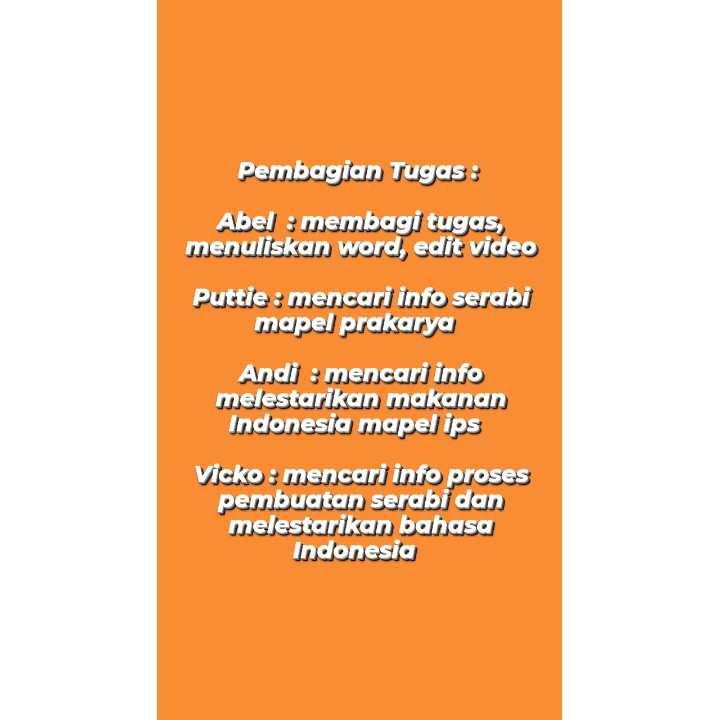 Pembagian Tugas :
Abel  : membagi tugas,
menuliskan word, edit video
Puttie : mencari info serabi
mapel prakarya
Andi  : mencari info
melestarikan makanan
Indonesia mapel ips
Vicko : mencari info proses
pembuatan serabi dan
melestarikan bahasa
Indonesia